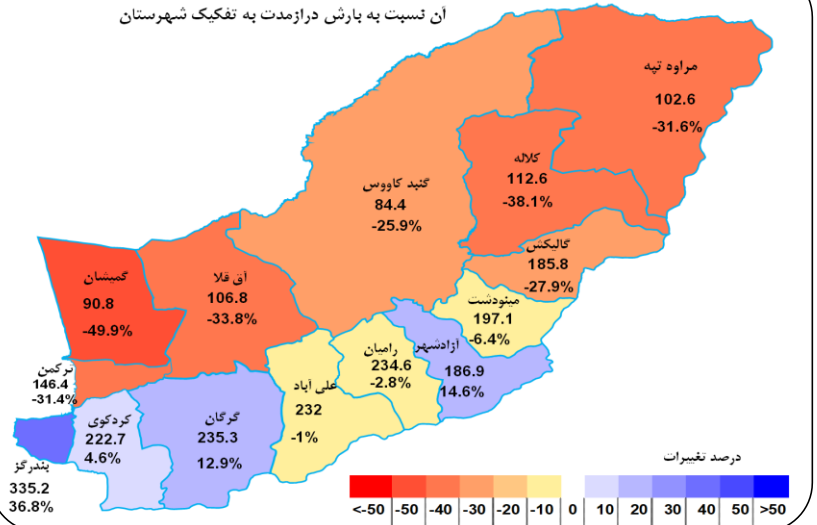 آن نسبت به بارش درازمدت به تفکیک شهرستان
مراوه تپه
102.6
-31.6%
کلاله
112.6
-38.1%
گنبد کاووس
84.4
-25.9%
گالیکش
185.8
-27.9%
گمیشان
90.8
-49.9%
آق قلا
106.8
-33.8%
مینودشت
197.1
-6.4%
آزادشهر
186.9
14.6%
رامیان
234.6
-2.8%
علی آباد
232
-1%
ترکمن
146.4
-31.4%
کردکوی
222.7
4.6%
گرگان
235.3
12.9%
بندرگز
335.2
36.8%
درصد تغییرات
<-50 -50 -40 -30 -20 -10 0 10 20 30 40 50 >50